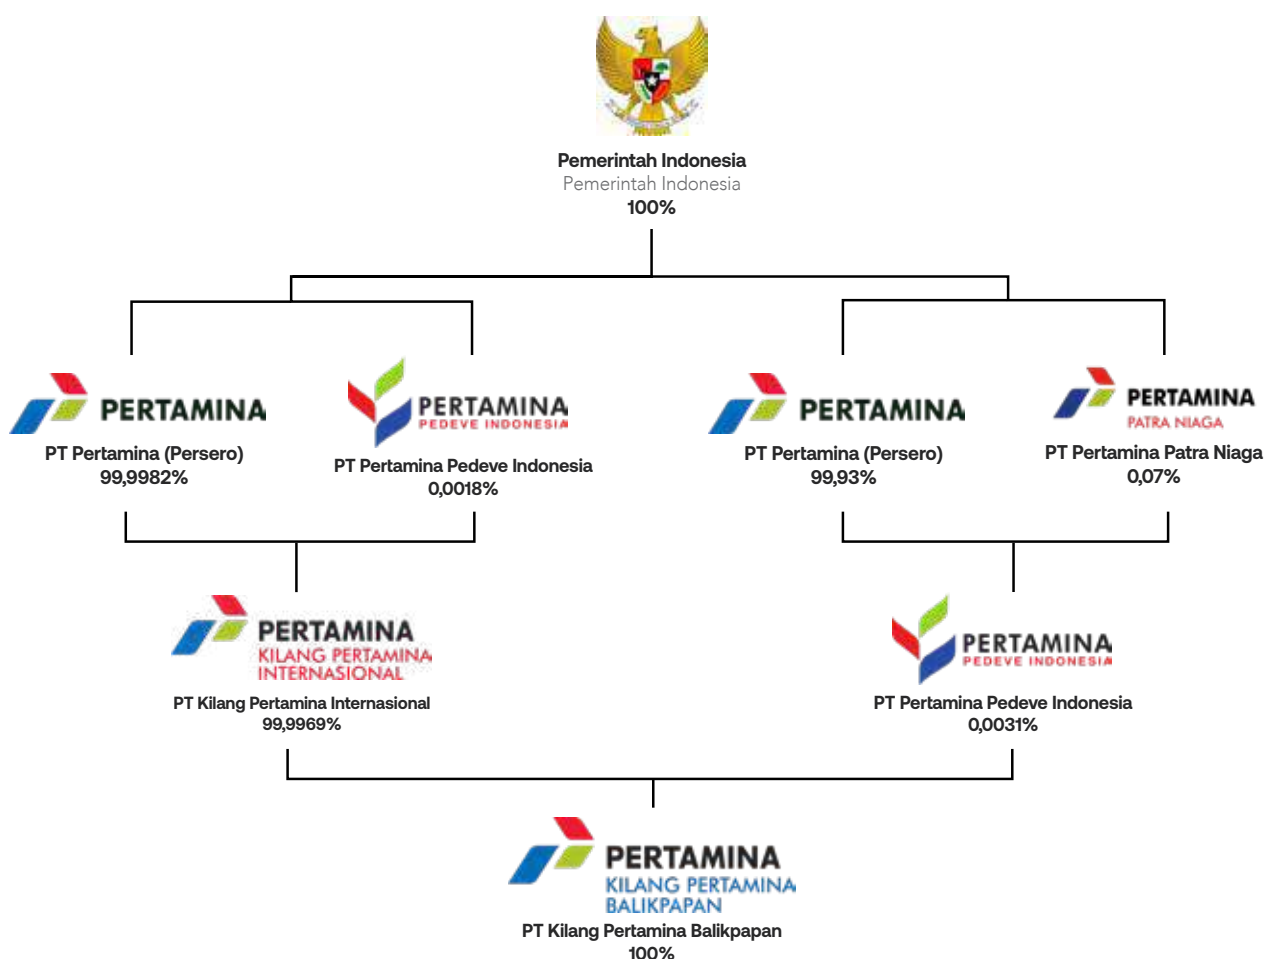 Pemerintah Indonesia
Pemerintah Indonesia
100%
PERTAMINA
PT Pertamina (Persero)
99,9982%
PERTAMINA
PEDEVE INDONESIA
PT Pertamina Pedeve Indonesia
0,0018%
PERTAMINA
PT Pertamina (Persero)
99,93%
PERTAMINA
PATRA NIAGA
PT Pertamina Patra Niaga
0,07%
PERTAMINA
KILANG PERTAMINA
INTERNASIONAL
PT Kilang Pertamina Internasional
99,9969%
PERTAMINA
PEDEVE INDONESIA
PT Pertamina Pedeve Indonesia
0,0031%
PERTAMINA
KILANG PERTAMINA
BALIKPAPAN
PT Kilang Pertamina Balikpapan
100%